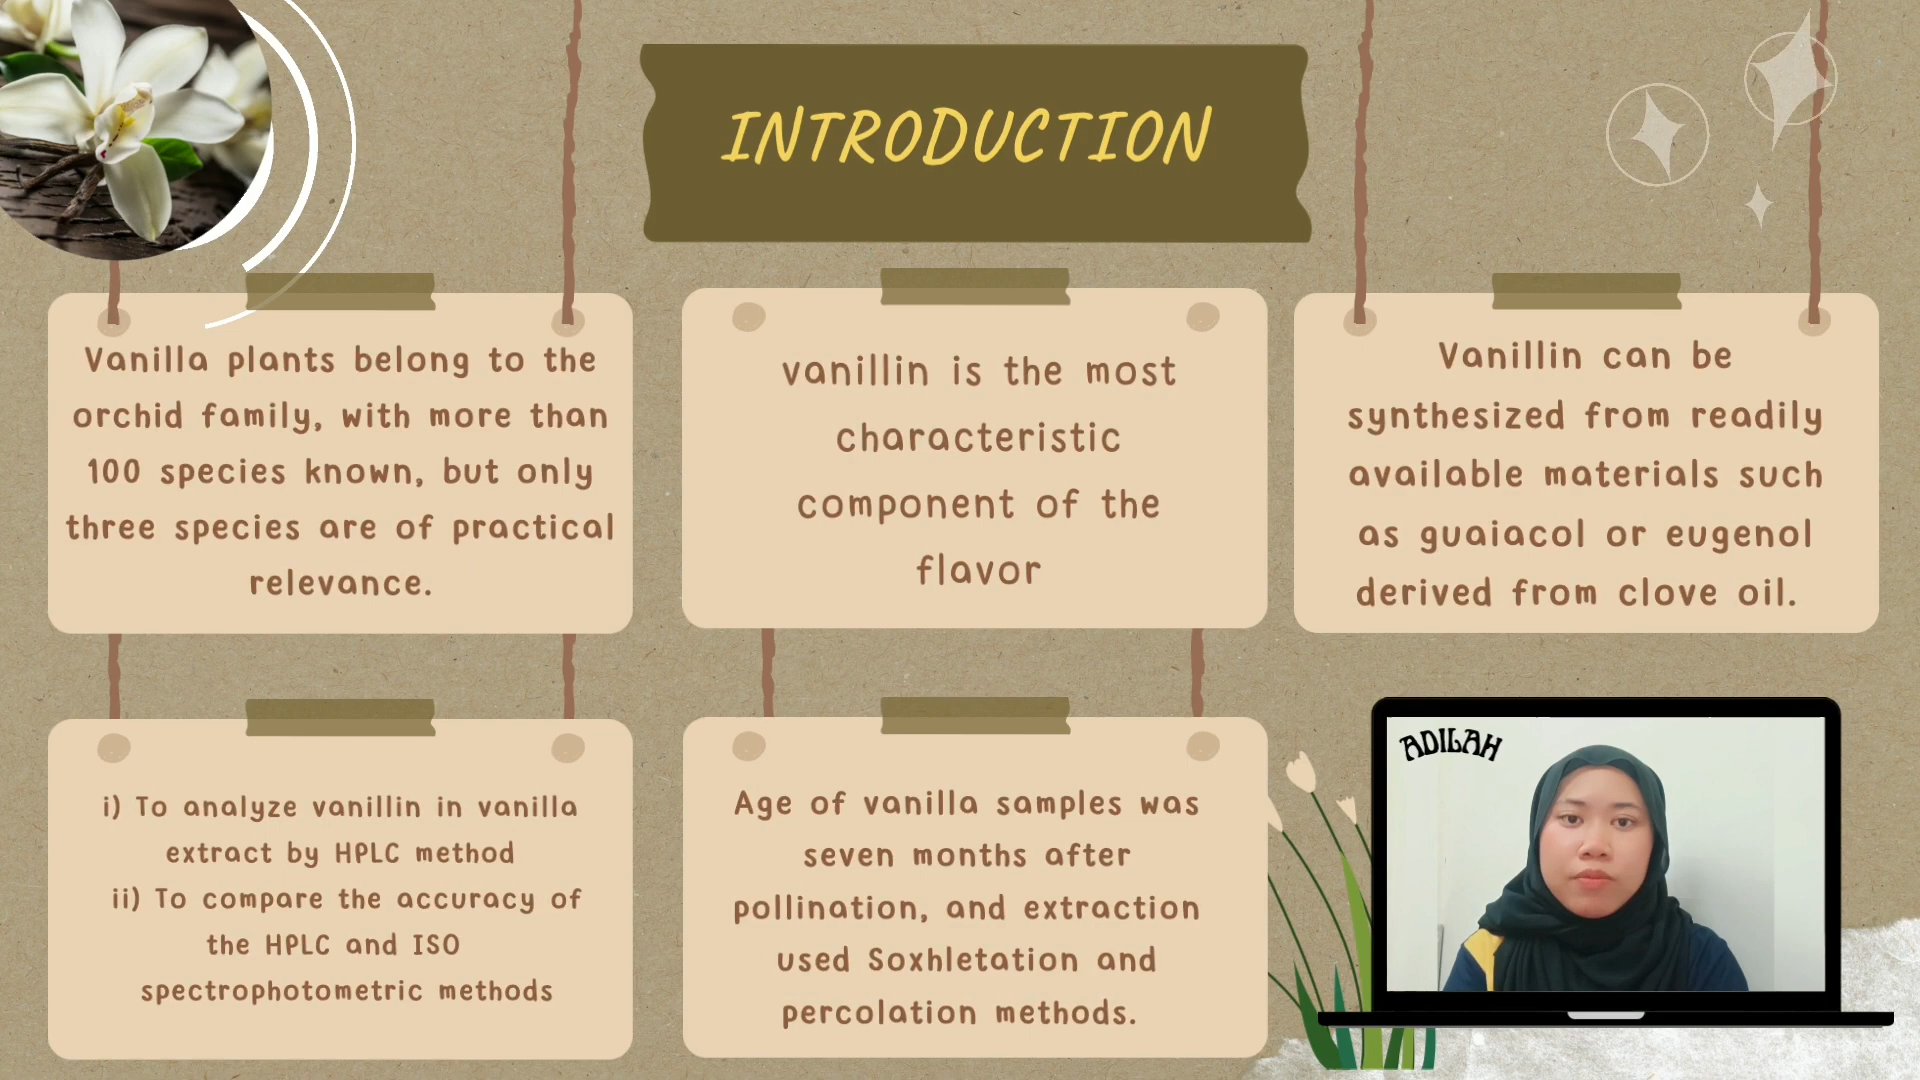 INTRODUCTION
Vanilla plants belong to the
orchid family, with more than
100 species known, but only
three species are of practical
relevance.
vanillin is the most
characteristic
component of the
flavor
Vanillin can be
synthesized from readily
available materials such
as guaiacol or eugenol
derived from clove oil.
i) To analyze vanillin in vanilla
extract by HPLC method
ii) To compare the accuracy of
the HPLC and ISO
spectrophotometric methods
Age of vanilla samples was
seven months after
pollination, and extraction
used Soxhletation and
percolation methods.
ADILAH